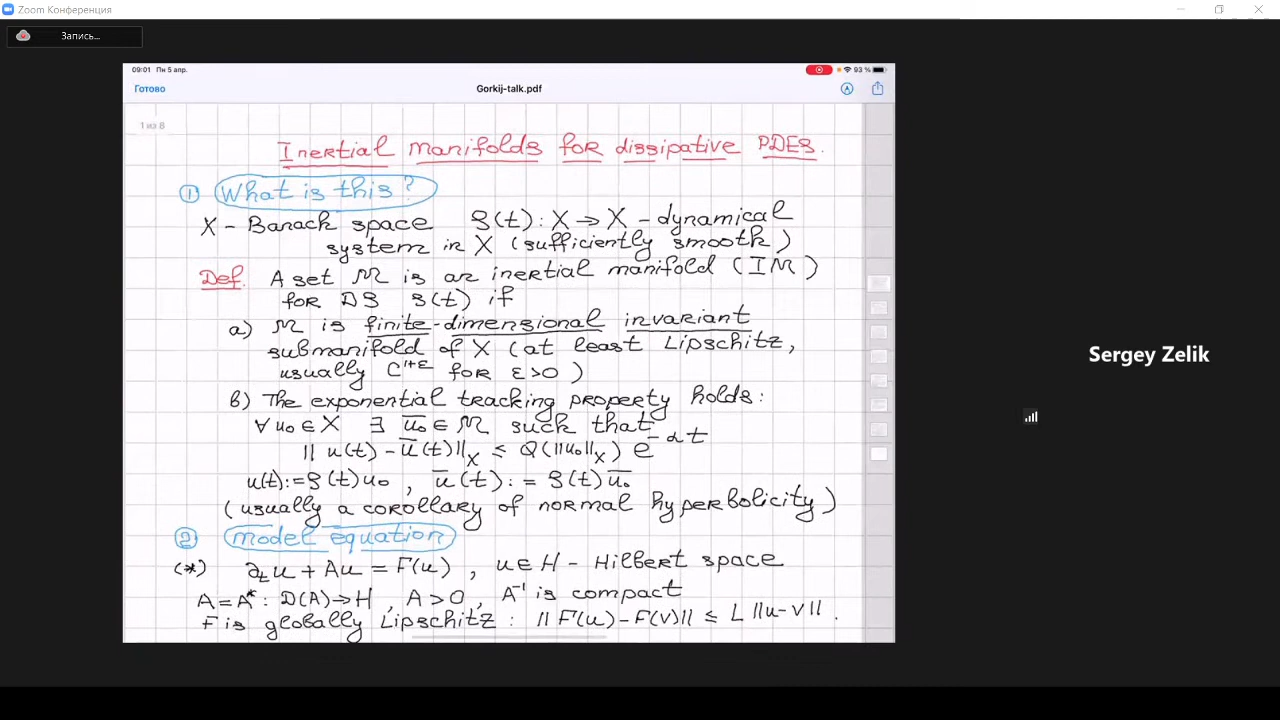 Zoom Конференция
Запись...
09:01 Пн 5 апр.
93 %
Готово
Gorkij-talk.pdf
1 из 8
Inertial manifolds for dissipative PDEs.
① What is this?
X - Banach space S(t): X → X - dynamical
system in X (sufficiently smooth)
Def. A set M is an inertial manifold (IM)
for DS S(t) if
a) M is finite-dimensional invariant
submanifold of X (at least Lipschitz,
usually C^{1+ε} for ε>0)
b) The exponential tracking property holds:
∀ u₀ ∈ X ∃ ū₀ ∈ M such that
|| u(t) - ū(t)||_X ≤ Q(||u₀||_X) e^{-αt}
u(t):= S(t)u₀ , ū(t):= S(t)ū₀
(usually a corollary of normal hyperbolicity)
② model equation
(*) ∂ₜu + Au = F(u) , u ∈ H - Hilbert space
A=A*: D(A)→H , A>0 , A⁻¹ is compact
F is globally Lipschitz: ||F(u)-F(v)|| ≤ L ||u-v|| .
Sergey Zelik